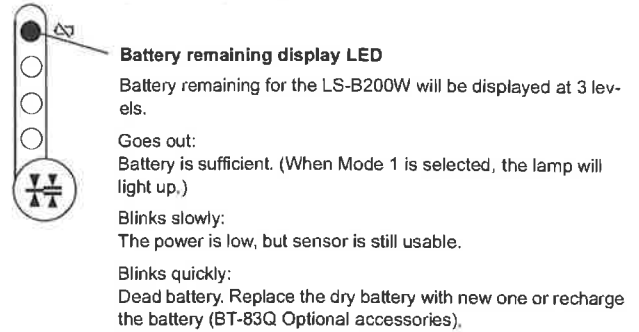 Battery remaining display LED
Battery remaining for the LS-B200W will be displayed at 3 lev-
els.
Goes out:
Battery is sufficient. (When Mode 1 is selected, the lamp will
light up.)
Blinks slowly:
The power is low, but sensor is still usable.
Blinks quickly:
Dead battery. Replace the dry battery with new one or recharge
the battery (BT-83Q Optional accessories).